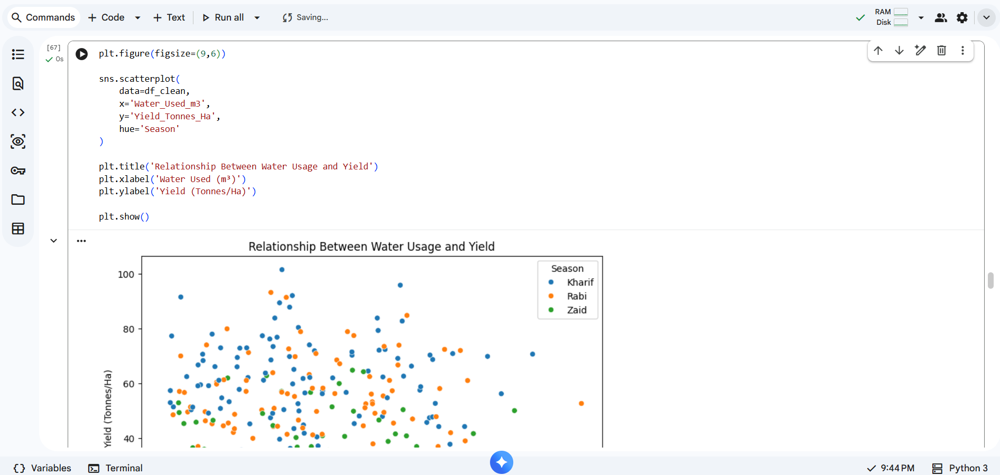 Commands + Code + Text Run all Saving... RAM
Disk
[67]
0s
plt.figure(figsize=(9,6))
sns.scatterplot(
data=df_clean,
x='Water_Used_m3',
y='Yield_Tonnes_Ha',
hue='Season'
)
plt.title('Relationship Between Water Usage and Yield')
plt.xlabel('Water Used (m³)')
plt.ylabel('Yield (Tonnes/Ha)')
plt.show()
Relationship Between Water Usage and Yield
Season
Kharif
Rabi
Zaid
100
80
60
40
Yield (Tonnes/Ha)
Variables Terminal 9:44 PM Python 3